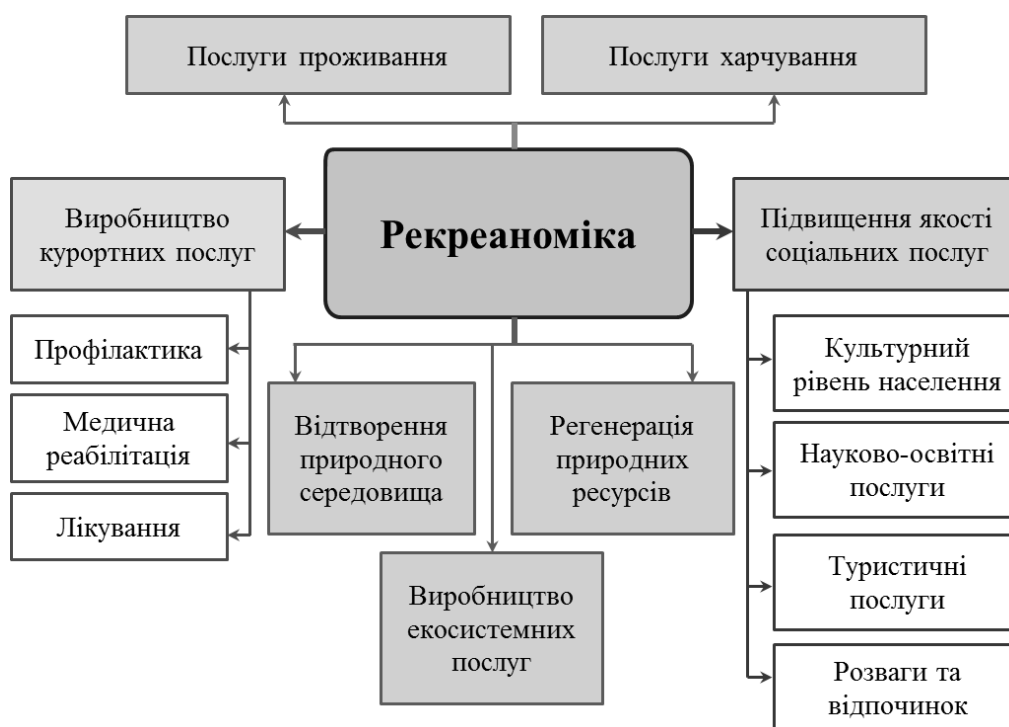 Послуги проживання
Послуги харчування
Рекреаноміка
Виробництво
курортних послуг
Профілактика
Медична
реабілітація
Лікування
Відтворення
природного
середовища
Виробництво
екосистемних
послуг
Регенерація
природних
ресурсів
Підвищення якості
соціальних послуг
Культурний
рівень населення
Науково-освітні
послуги
Туристичні
послуги
Розваги та
відпочинок